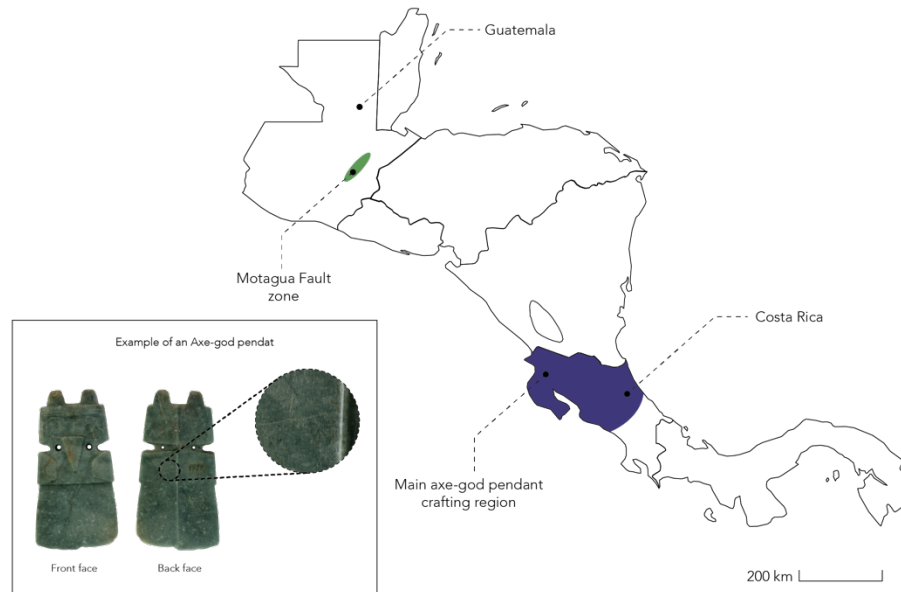 Guatemala
Motagua Fault
zone
Costa Rica
Example of an Axe-god pendat
Main axe-god pendant
crafting region
Front face
Back face
200 km